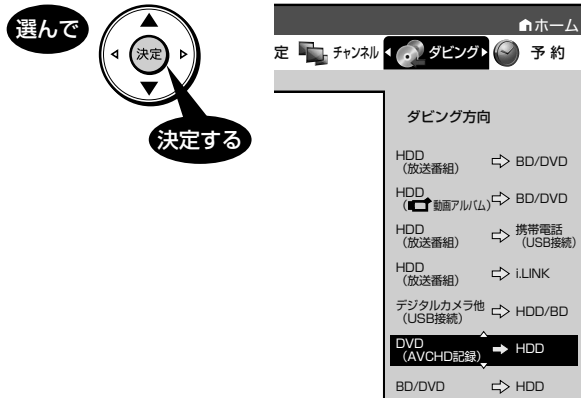 選んで
決定
決定する
ホーム
定 チャンネル ダビング 予約
ダビング方向
HDD
（放送番組） BD/DVD
HDD
（動画アルバム） BD/DVD
HDD
（放送番組） 携帯電話
（USB接続）
HDD
（放送番組） i.LINK
デジタルカメラ他
（USB接続） HDD/BD
DVD
（AVCHD記録） HDD
BD/DVD HDD